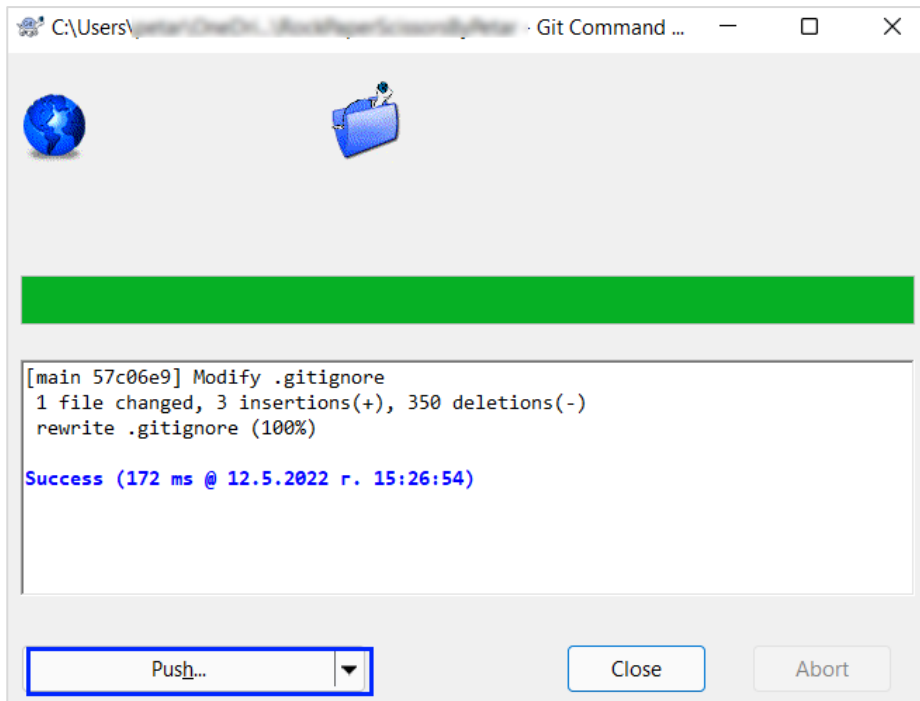 C:\Users\ - Git Command ...
[main 57c06e9] Modify .gitignore
1 file changed, 3 insertions(+), 350 deletions(-)
rewrite .gitignore (100%)
Success (172 ms @ 12.5.2022 г. 15:26:54)
Push...
Close
Abort